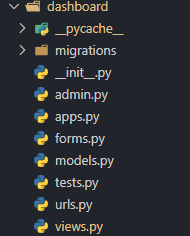 dashboard
__pycache__
migrations
__init__.py
admin.py
apps.py
forms.py
models.py
tests.py
urls.py
views.py